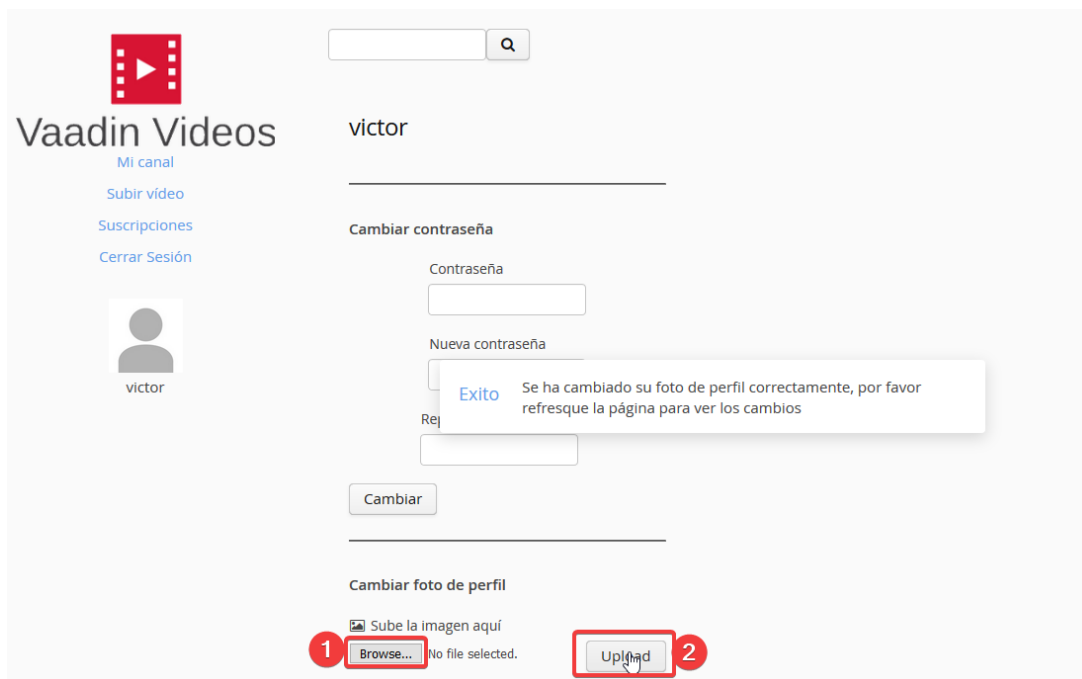 Vaadin Videos
Mi canal
Subir vídeo
Suscripciones
Cerrar Sesión
victor
victor
Cambiar contraseña
Contraseña
Nueva contraseña
Exito
Se ha cambiado su foto de perfil correctamente, por favor
refresque la página para ver los cambios
Cambiar
Cambiar foto de perfil
Sube la imagen aquí
1 Browse... No file selected. Upload 2